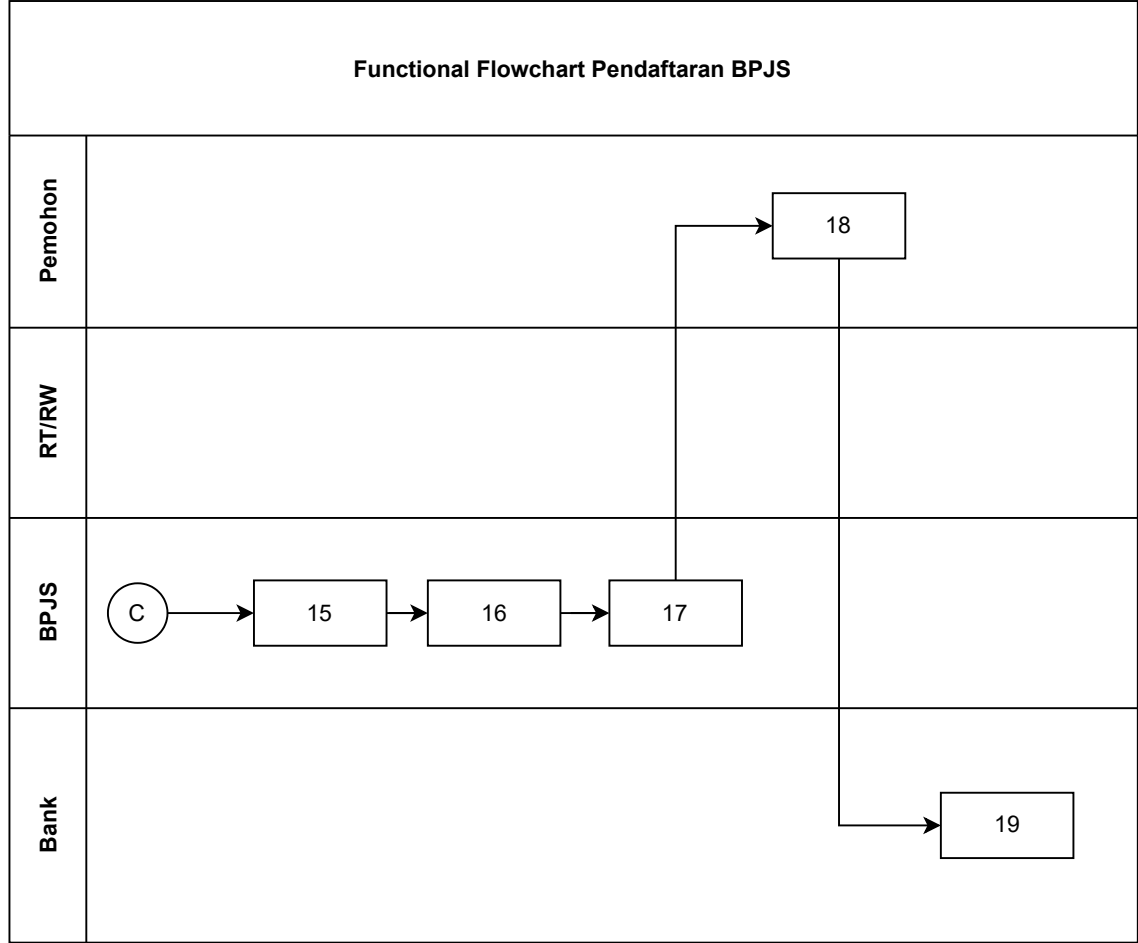 Functional Flowchart Pendaftaran BPJS
Pemohon
18
RT/RW
BPJS
C
15
16
17
Bank
19